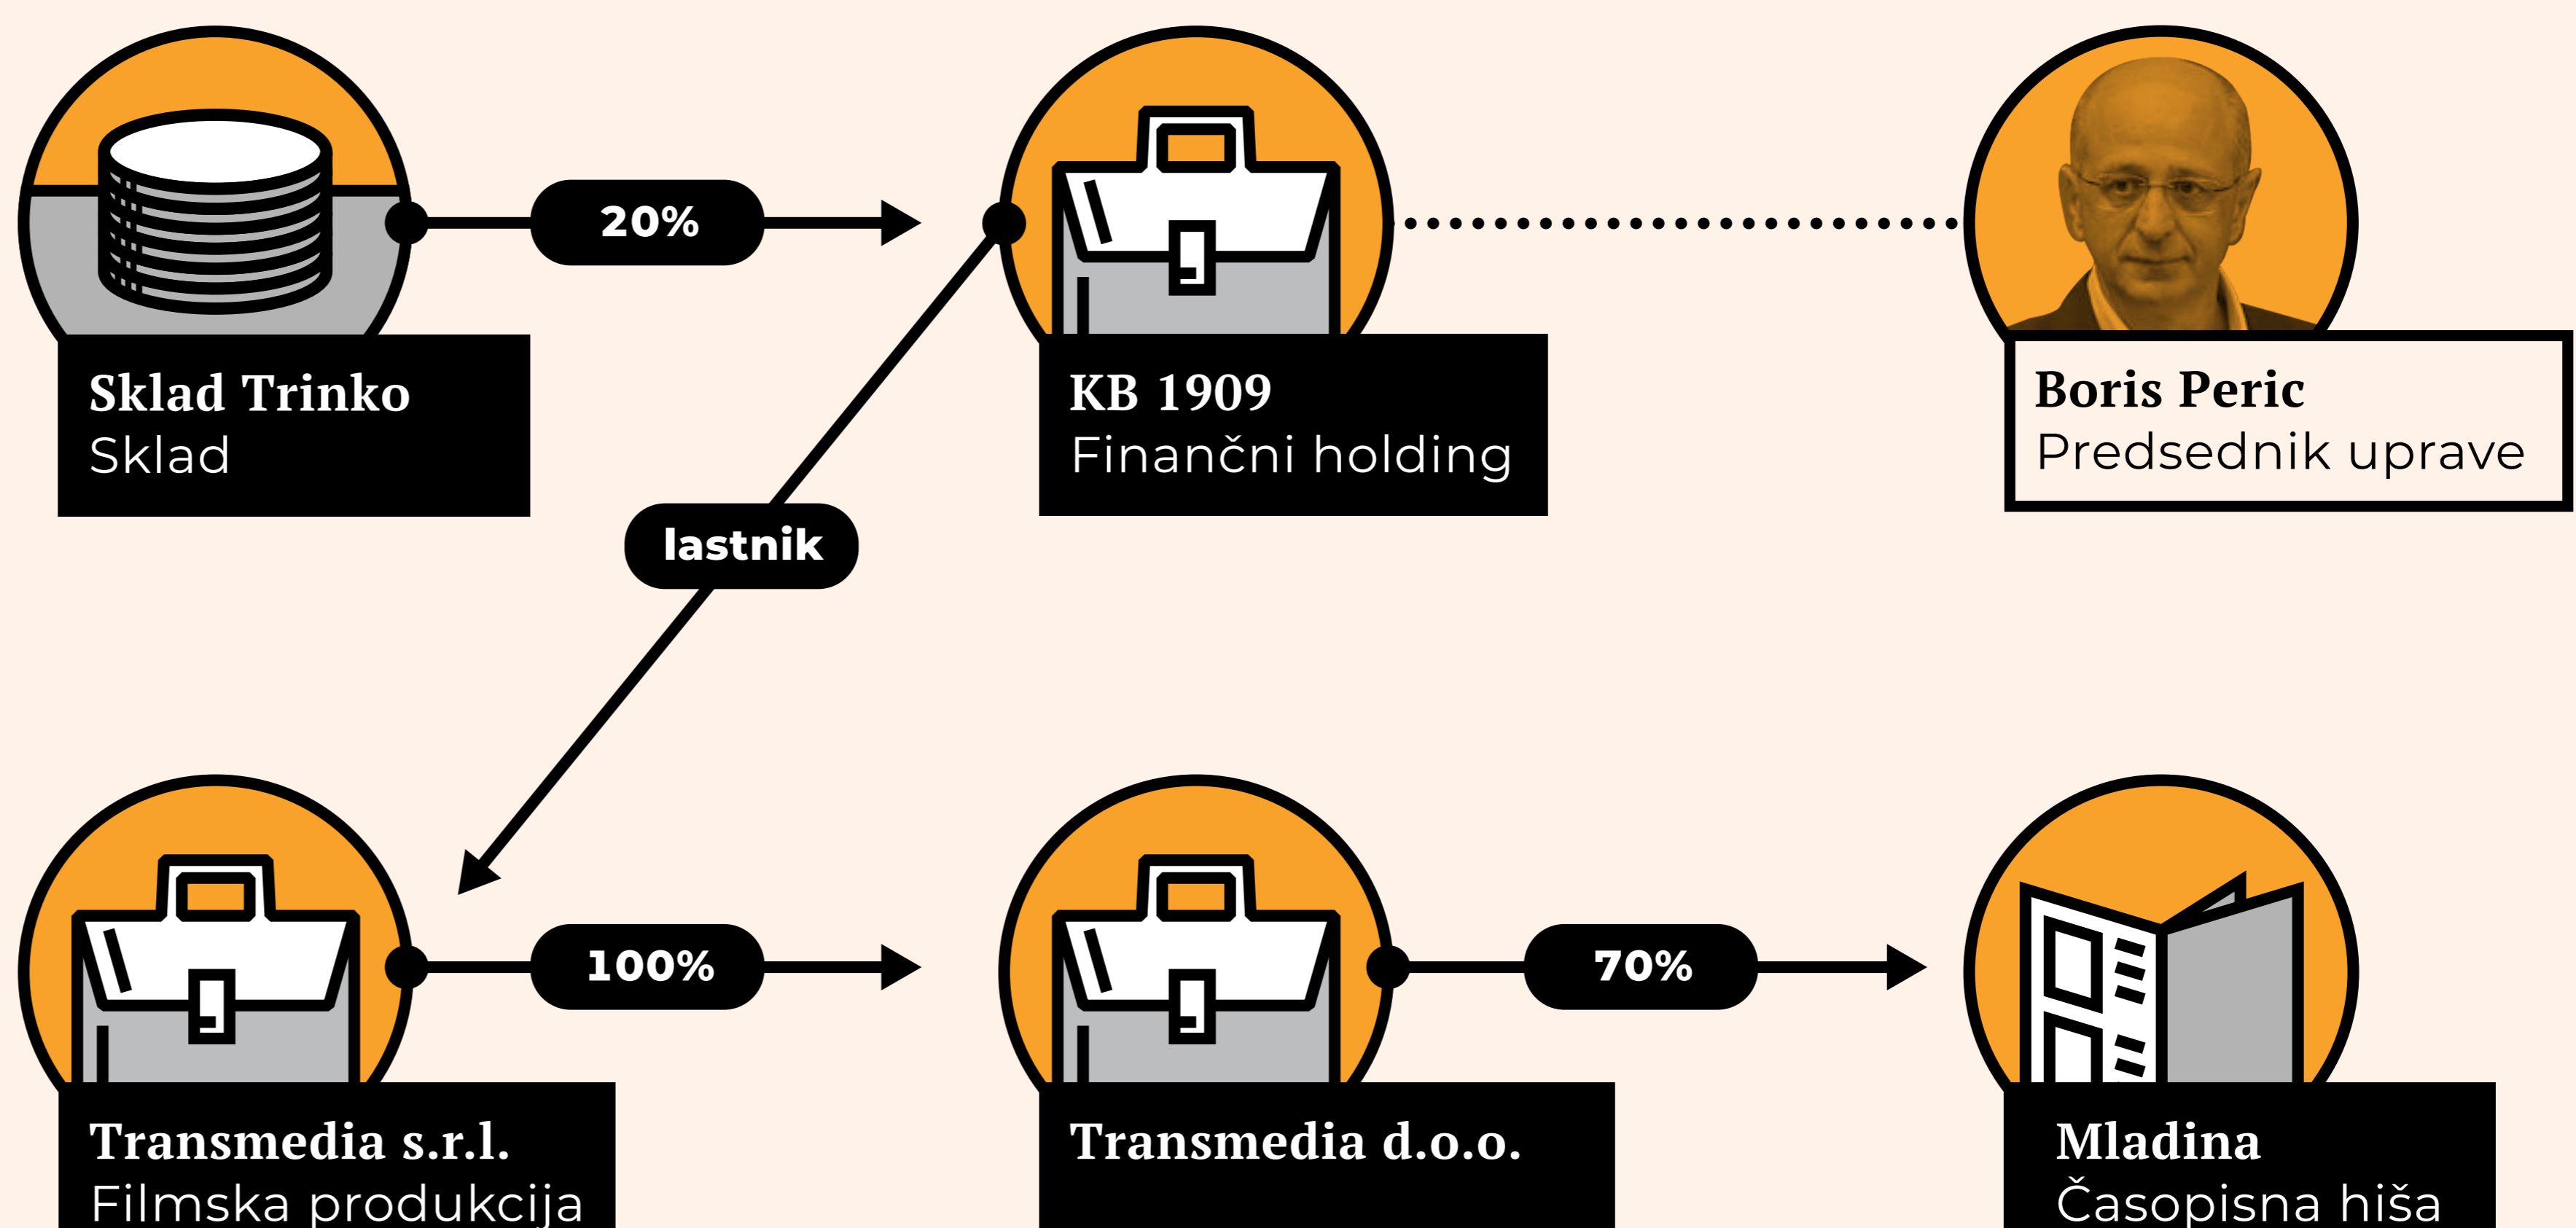 20%
Sklad Trinko
Sklad
KB 1909
Finančni holding
Boris Peric
Predsednik uprave
lastnik
100%
70%
Transmedia s.r.l.
Filmska produkcija
Transmedia d.o.o.
Mladina
Časopisna hiša